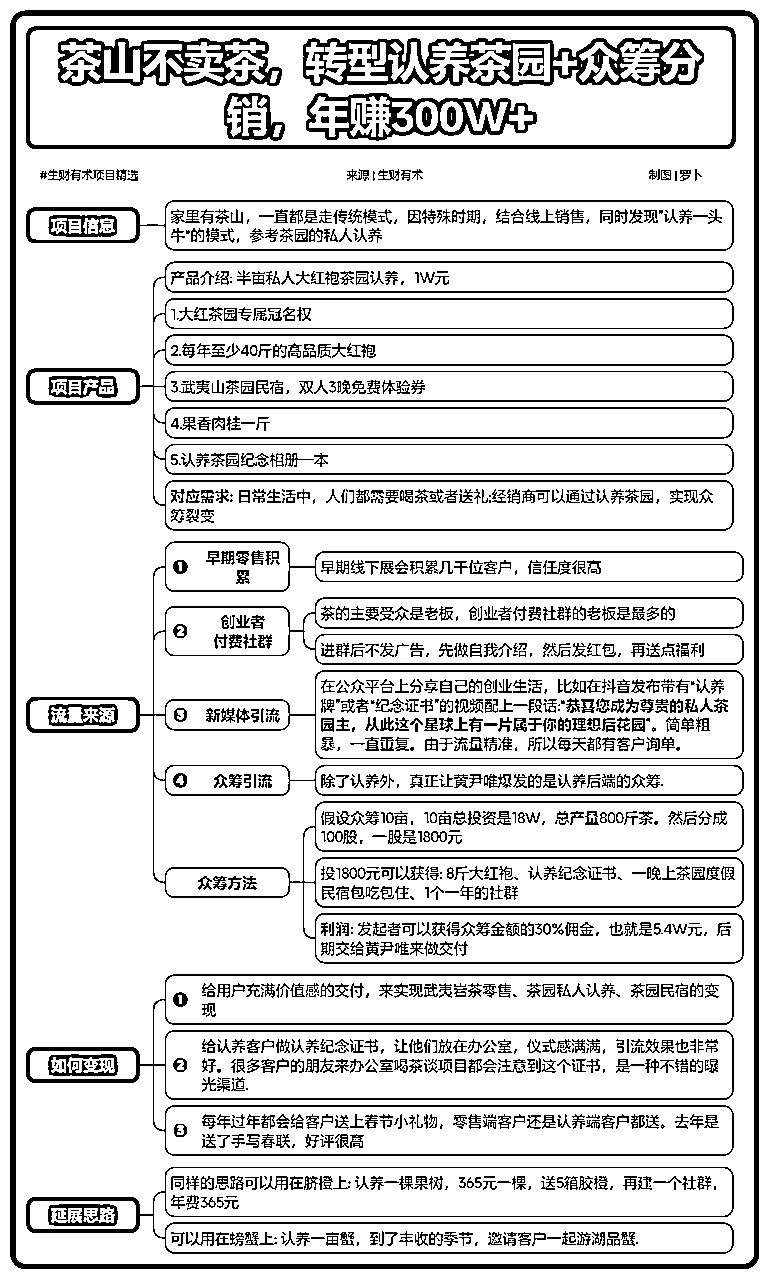 茶山不卖茶，转型认养茶园+众筹分
销，年赚300W+
#生财有术项目精选
来源|生财有术
制图|萝卜
项目信息
家里有茶山，一直都是走传统模式，因特殊时期，结合线上销售，同时发现"认养一头
牛"的模式，参考茶园的私人认养
项目产品
产品介绍: 半亩私人大红袍茶园认养，1W元
1.大红茶园专属冠名权
2.每年至少40斤的高品质大红袍
3.武夷山茶园民宿，双人3晚免费体验券
4.果香肉桂一斤
5.认养茶园纪念相册一本
对应需求: 日常生活中，人们都需要喝茶或者送礼;经销商可以通过认养茶园，实现众
筹裂变
流量来源
❶ 早期零售积
累
早期线下展会积累几千位客户，信任度很高
❷ 创业者
付费社群
茶的主要受众是老板，创业者付费社群的老板是最多的
进群后不发广告，先做自我介绍，然后发红包，再送点福利
❸ 新媒体引流
在公众平台上分享自己的创业生活，比如在抖音发布带有"认养
牌"或者"纪念证书"的视频配上一段话:"恭喜您成为尊贵的私人茶
园主，从此这个星球上有一片属于你的理想后花园"。简单粗
暴，一直重复。由于流量精准，所以每天都有客户询单。
❹ 众筹引流
除了认养外，真正让黄尹唯爆发的是认养后端的众筹.
众筹方法
假设众筹10亩，10亩总投资是18W，总产量800斤茶。然后分成
100股，一股是1800元
投1800元可以获得: 8斤大红袍、认养纪念证书、一晚上茶园度假
民宿包吃包住、1个一年的社群
利润: 发起者可以获得众筹金额的30%佣金，也就是5.4W元，后
期交给黄尹唯来做交付
如何变现
❶ 给用户充满价值感的交付，来实现武夷岩茶零售、茶园私人认养、茶园民宿的变
现
❷ 给认养客户做认养纪念证书，让他们放在办公室，仪式感满满，引流效果也非常
好。很多客户的朋友来办公室喝茶谈项目都会注意到这个证书，是一种不错的曝
光渠道.
❸ 每年过年都会给客户送上春节小礼物，零售端客户还是认养端客户都送。去年是
送了手写春联，好评很高
延展思路
同样的思路可以用在脐橙上: 认养一棵果树，365元一棵，送5箱脐橙，再建一个社群，
年费365元
可以用在螃蟹上: 认养一亩蟹，到了丰收的季节，邀请客户一起游湖品蟹.